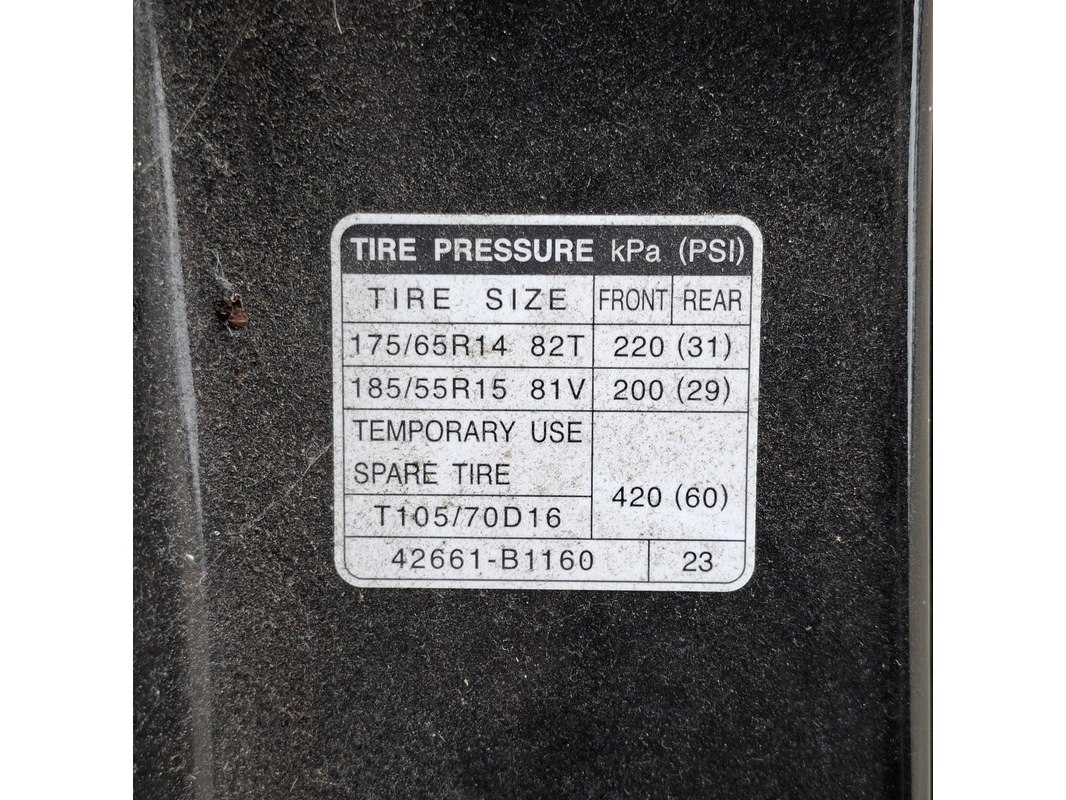 TIRE PRESSURE kPa (PSI)
TIRE SIZE FRONT REAR
175/65R14 82T 220 (31)
185/55R15 81V 200 (29)
TEMPORARY USE
SPARE TIRE
420 (60)
T105/70D16
42661-B1160 23